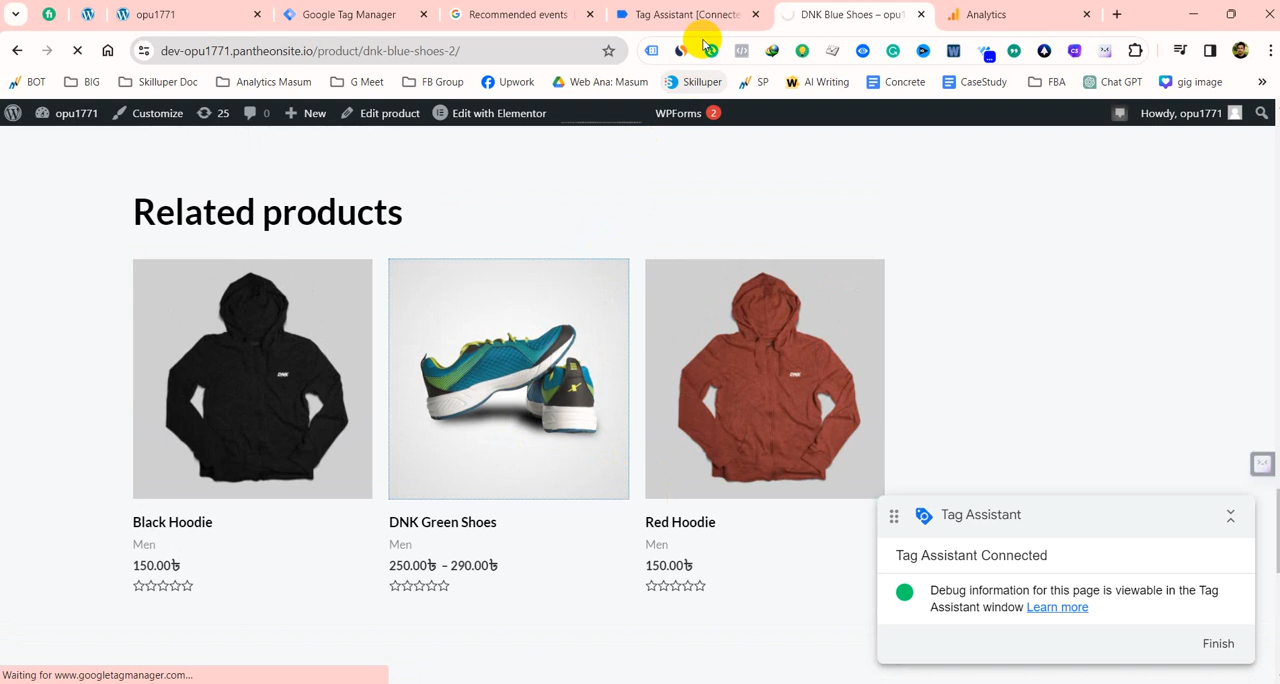 opu1771
Google Tag Manager
Recommended events
Tag Assistant [Connecte
DNK Blue Shoes – opu1
Analytics
dev-opu1771.pantheonsite.io/product/dnk-blue-shoes-2/
BOT
BIG
Skilluper Doc
Analytics Masum
G Meet
FB Group
Upwork
Web Ana: Masum
Skilluper
SP
AI Writing
Concrete
CaseStudy
FBA
Chat GPT
gig image
opu1771
Customize
25
0
New
Edit product
Edit with Elementor
WPForms 2
Howdy, opu1771
Related products
DNK
DNK
Black Hoodie
DNK Green Shoes
Red Hoodie
Men
Men
Men
150.00৳
250.00৳ – 290.00৳
150.00৳
Tag Assistant
Tag Assistant Connected
Debug information for this page is viewable in the Tag
Assistant window Learn more
Finish
Waiting for www.googletagmanager.com...